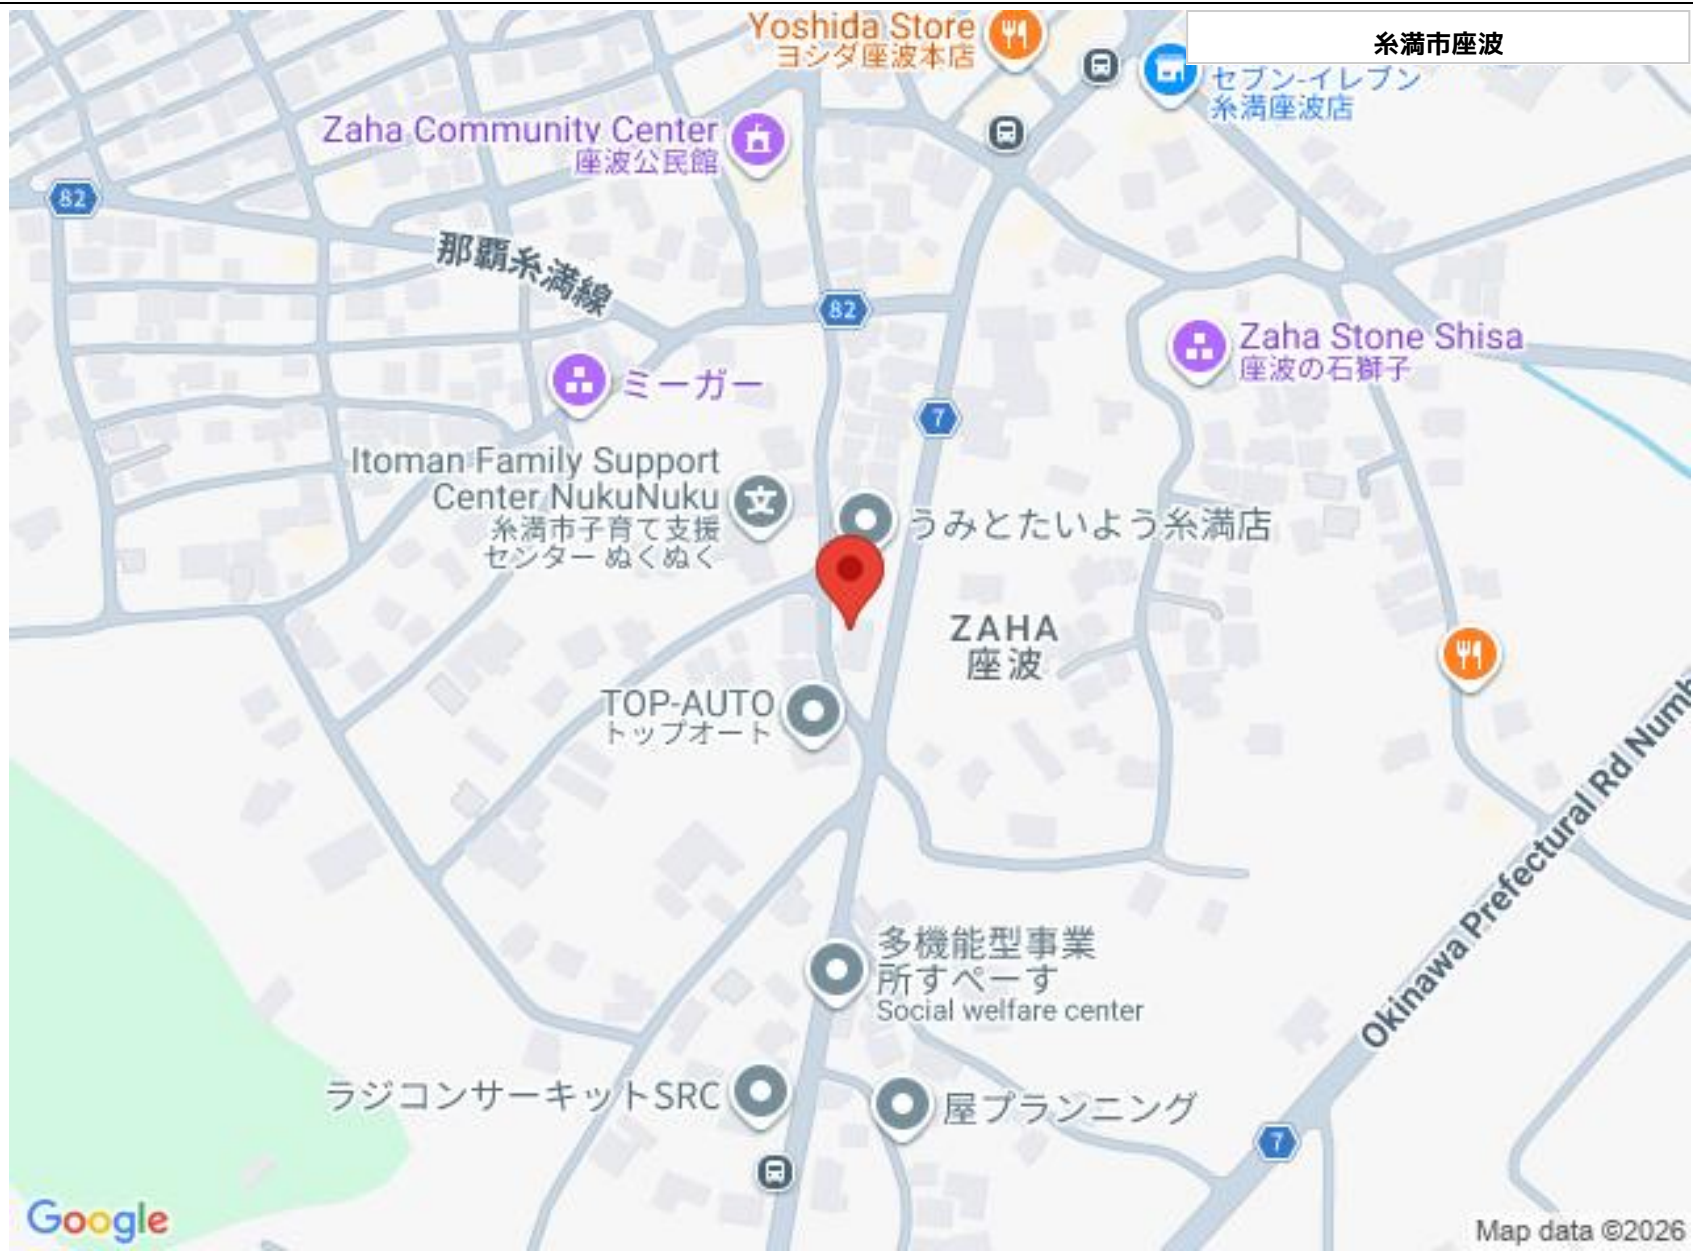 Yoshida Store
ヨシダ座波本店
糸満市座波
セブン-イレブン
糸満座波店
Zaha Community Center
座波公民館
82
那覇糸満線
82
Zaha Stone Shisa
座波の石獅子
ミーガー
7
Itoman Family Support
Center NukuNuku
糸満市子育て支援
センター ぬくぬく
うみとたいよう糸満店
ZAHA
座波
TOP-AUTO
トップオート
Okinawa Prefectural Rd Numb
多機能型事業
所すぺーす
Social welfare center
ラジコンサーキットSRC
屋プランニング
7
Google
Map data ©2026